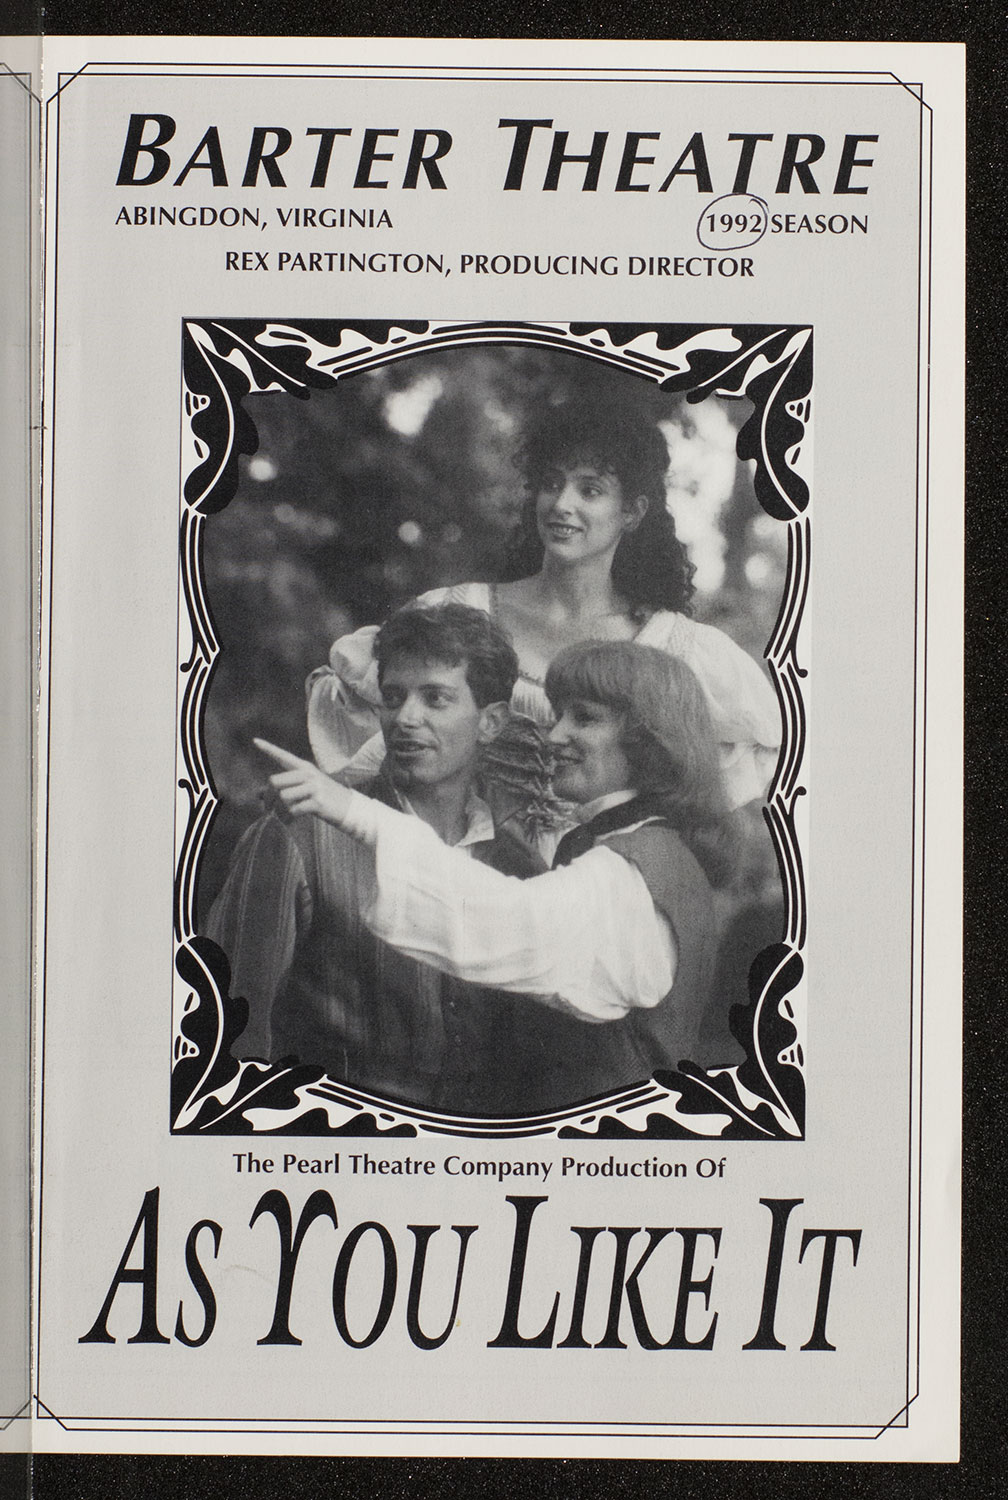 BARTER THEATRE
ABINGDON, VIRGINIA 1992 SEASON
REX PARTINGTON, PRODUCING DIRECTOR
The Pearl Theatre Company Production Of
AS YOU LIKE IT